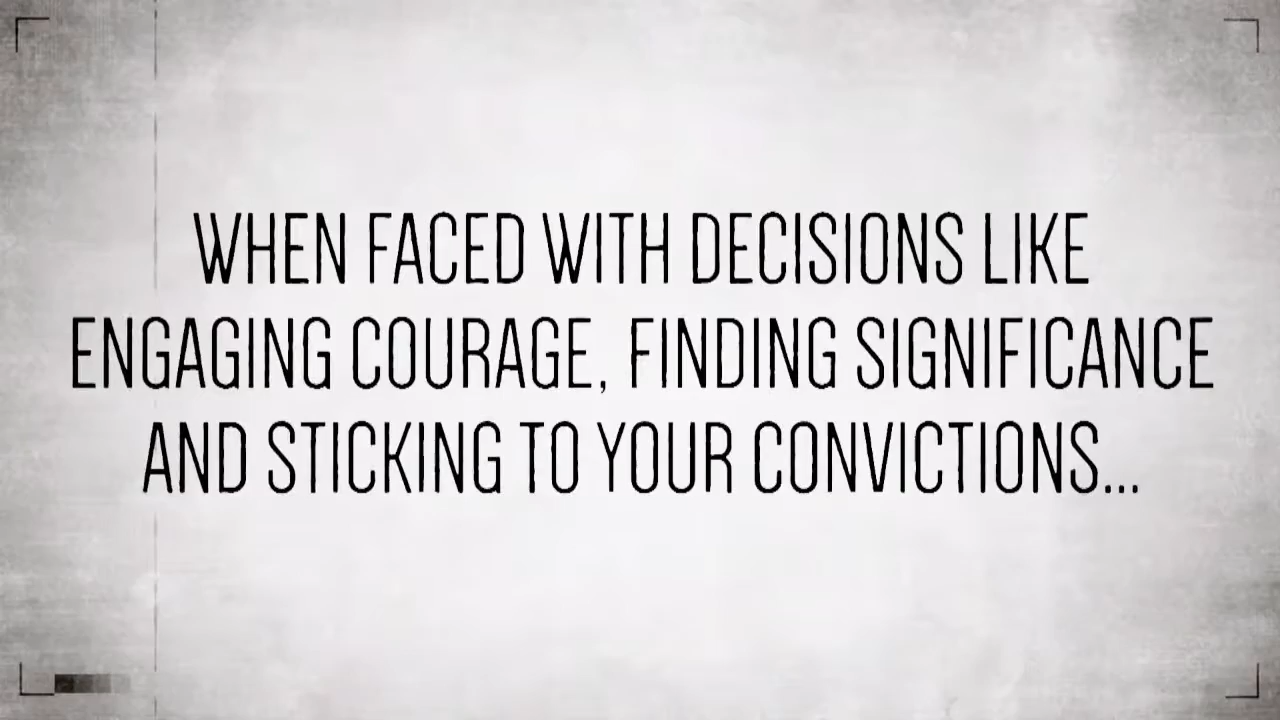 WHEN FACED WITH DECISIONS LIKE
ENGAGING COURAGE, FINDING SIGNIFICANCE
AND STICKING TO YOUR CONVICTIONS...